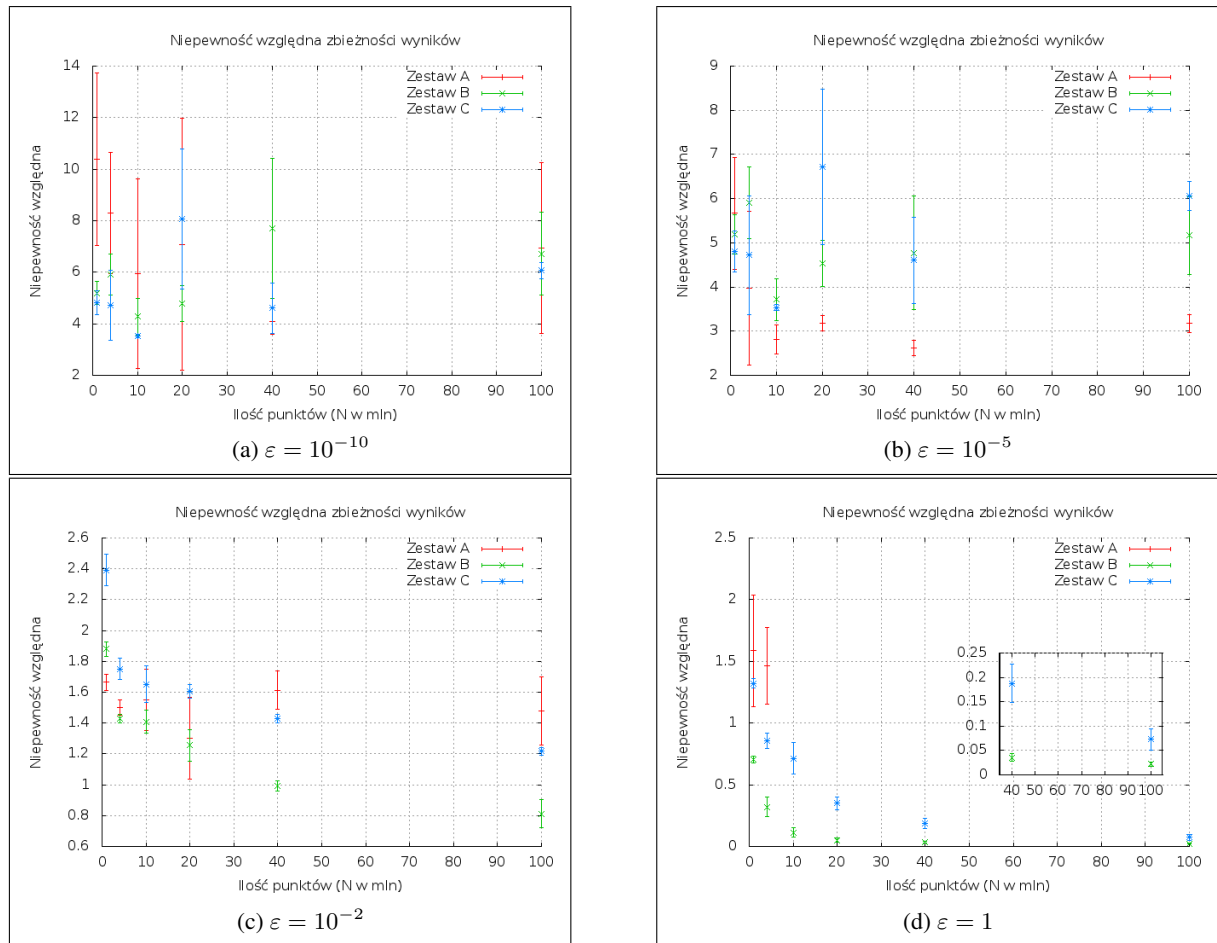 Niepewność względna zbieżności wyników
14
12
10
8
6
4
2
0 10 20 30 40 50 60 70 80 90 100
Niepewność względna
Ilość punktów (N w mln)
Zestaw A
Zestaw B
Zestaw C
(a) ε = 10⁻¹⁰
Niepewność względna zbieżności wyników
9
8
7
6
5
4
3
2
0 10 20 30 40 50 60 70 80 90 100
Niepewność względna
Ilość punktów (N w mln)
Zestaw A
Zestaw B
Zestaw C
(b) ε = 10⁻⁵
Niepewność względna zbieżności wyników
2.6
2.4
2.2
2
1.8
1.6
1.4
1.2
1
0.8
0.6
0 10 20 30 40 50 60 70 80 90 100
Niepewność względna
Ilość punktów (N w mln)
Zestaw A
Zestaw B
Zestaw C
(c) ε = 10⁻²
Niepewność względna zbieżności wyników
2.5
2
1.5
1
0.5
0
0 10 20 30 40 50 60 70 80 90 100
Niepewność względna
Ilość punktów (N w mln)
Zestaw A
Zestaw B
Zestaw C
0.25
0.2
0.15
0.1
0.05
0
40 50 60 70 80 90 100
(d) ε = 1